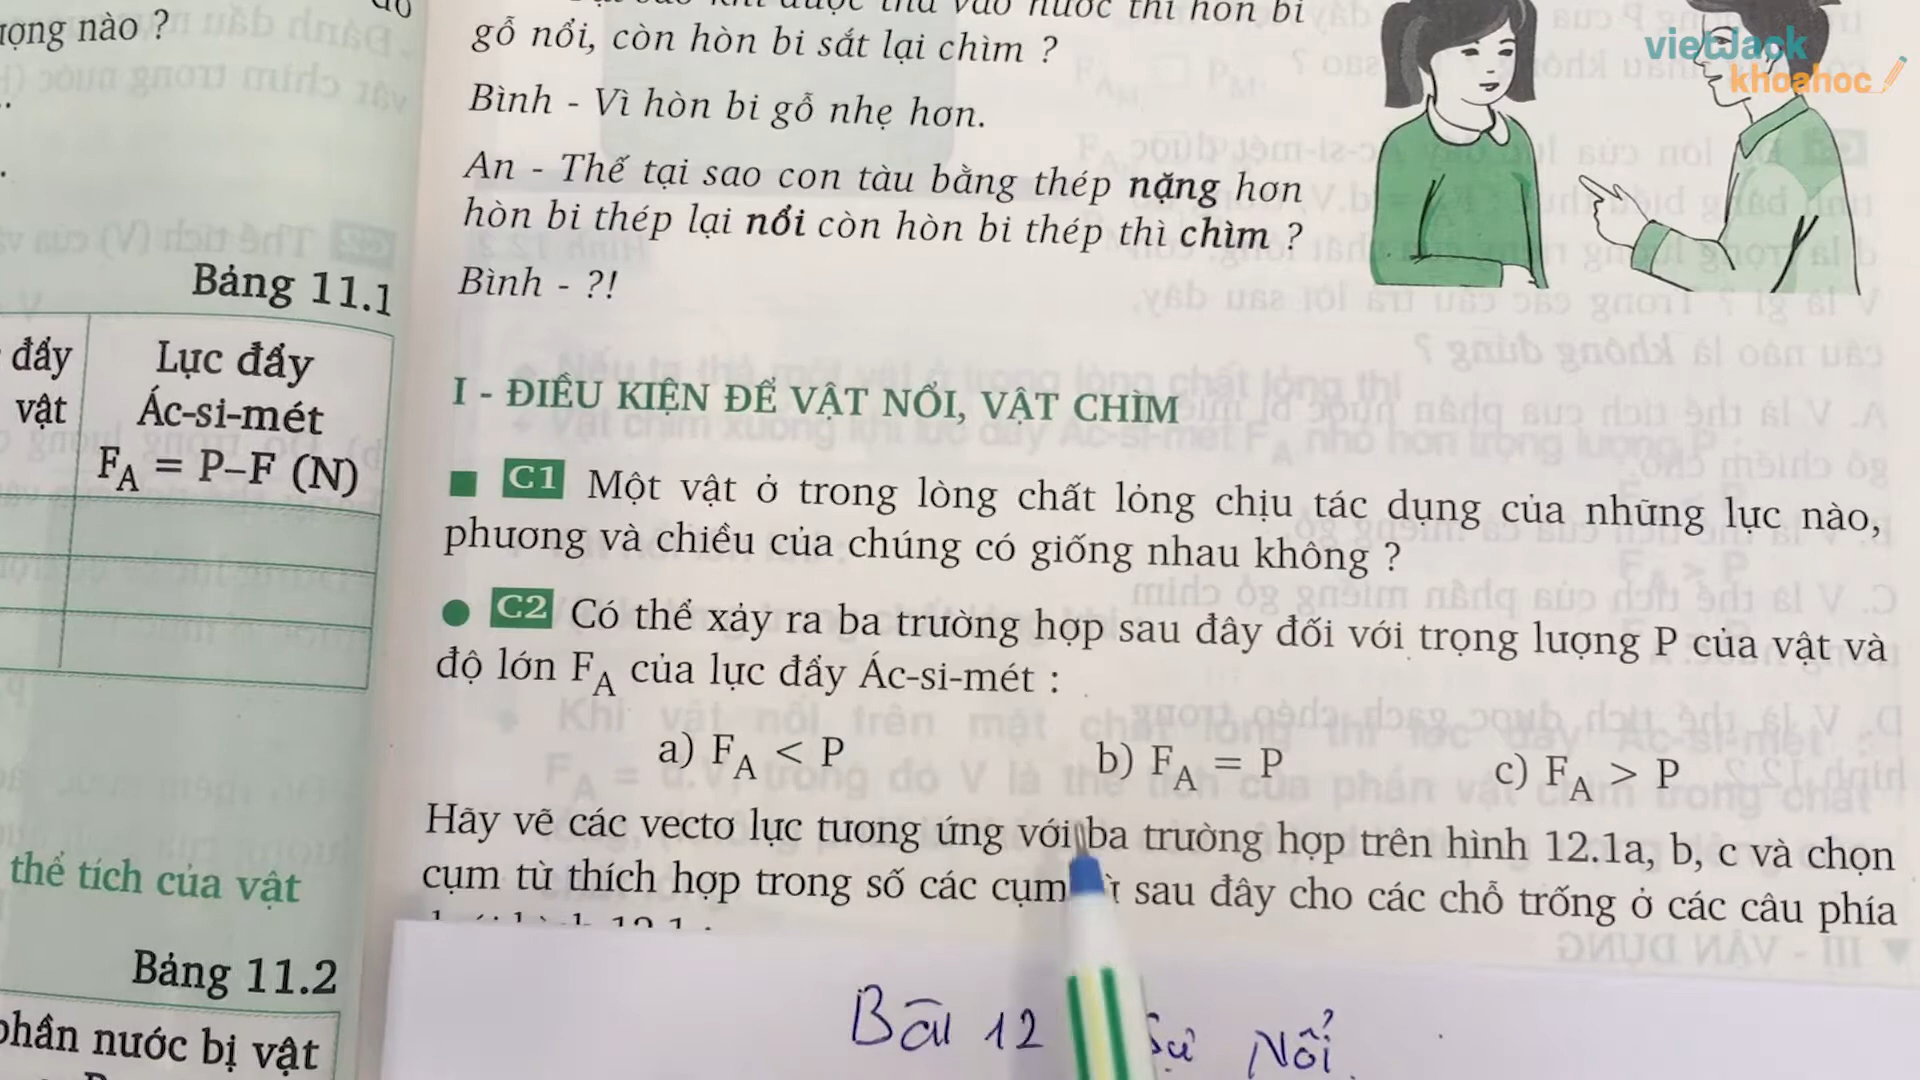 ượng nào ?
gỗ nổi, còn hòn bi sắt lại chìm ?
Bình - Vì hòn bi gỗ nhẹ hơn.
An - Thế tại sao con tàu bằng thép nặng hơn
hòn bi thép lại nổi còn hòn bi thép thì chìm ?
Bình - ?!
vietJack
khoahoc
Bảng 11.1
đẩy
vật
Lực đẩy
Ác-si-mét
FA = P–F (N)
thể tích của vật
Bảng 11.2
phần nước bị vật
I - ĐIỀU KIỆN ĐỂ VẬT NỔI, VẬT CHÌM
C1 Một vật ở trong lòng chất lỏng chịu tác dụng của những lực nào,
phương và chiều của chúng có giống nhau không ?
C2 Có thể xảy ra ba trường hợp sau đây đối với trọng lượng P của vật và
độ lớn FA của lực đẩy Ác-si-mét :
a) FA < P b) FA = P c) FA > P
Hãy vẽ các vectơ lực tương ứng với ba trường hợp trên hình 12.1a, b, c và chọn
cụm từ thích hợp trong số các cụm sau đây cho các chỗ trống ở các câu phía
Bài 12 Sự Nổi